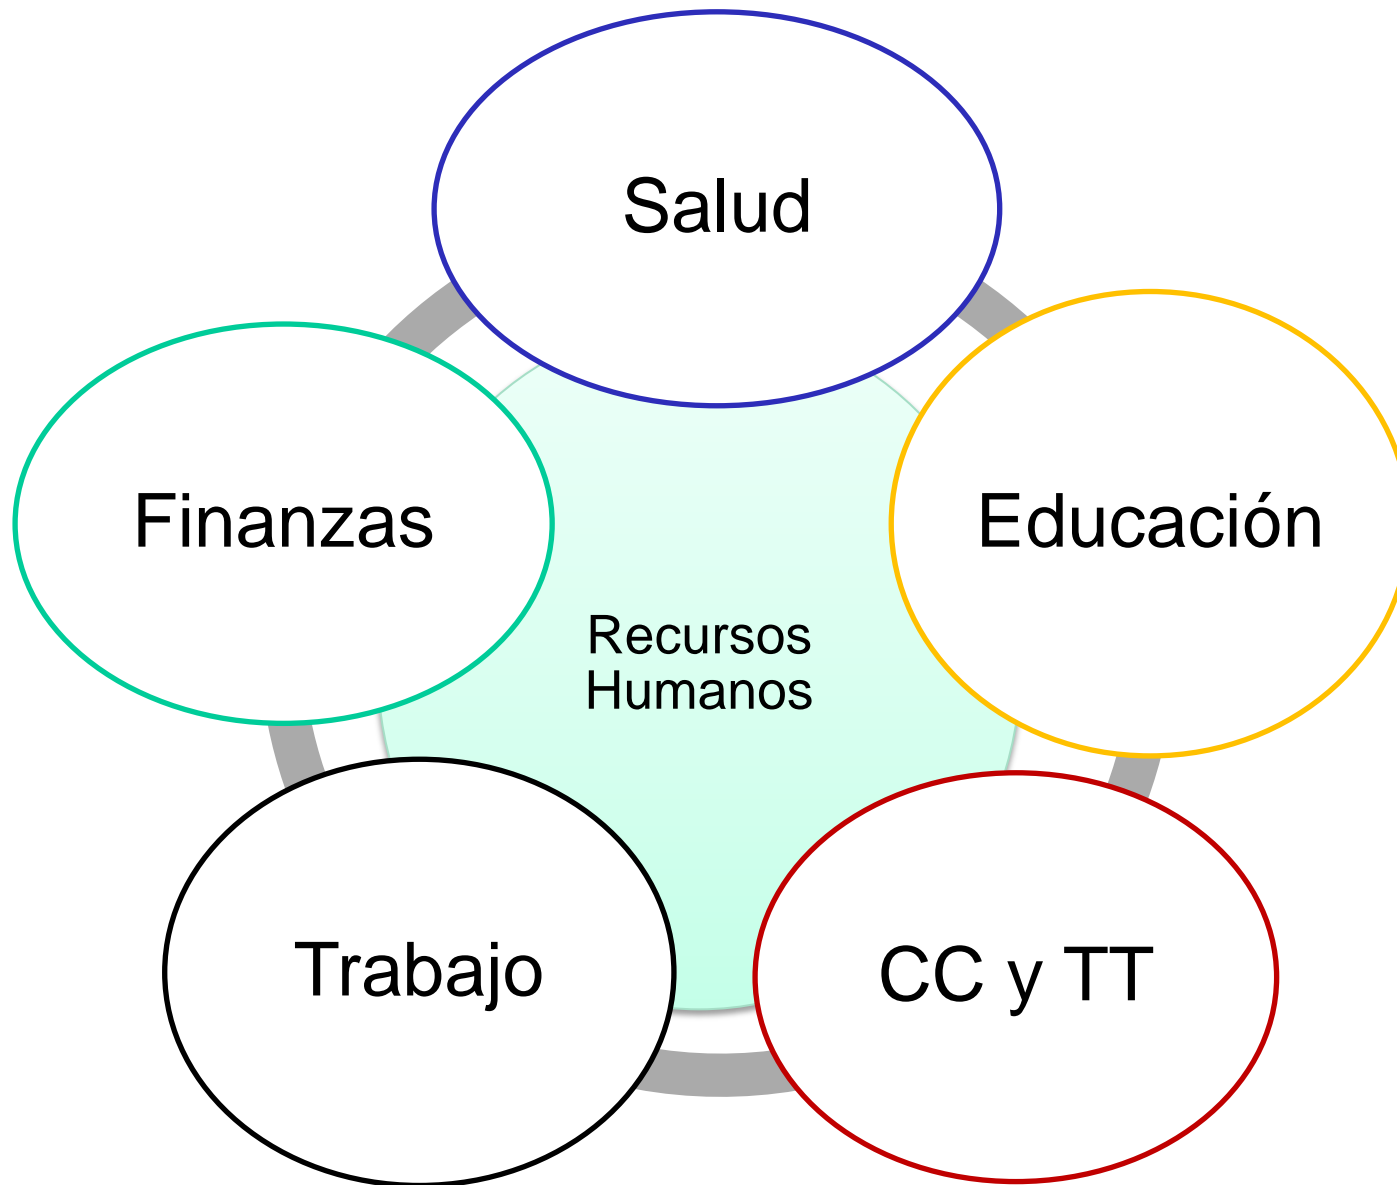 Salud
Finanzas
Educación
Recursos
Humanos
Trabajo
CC y TT